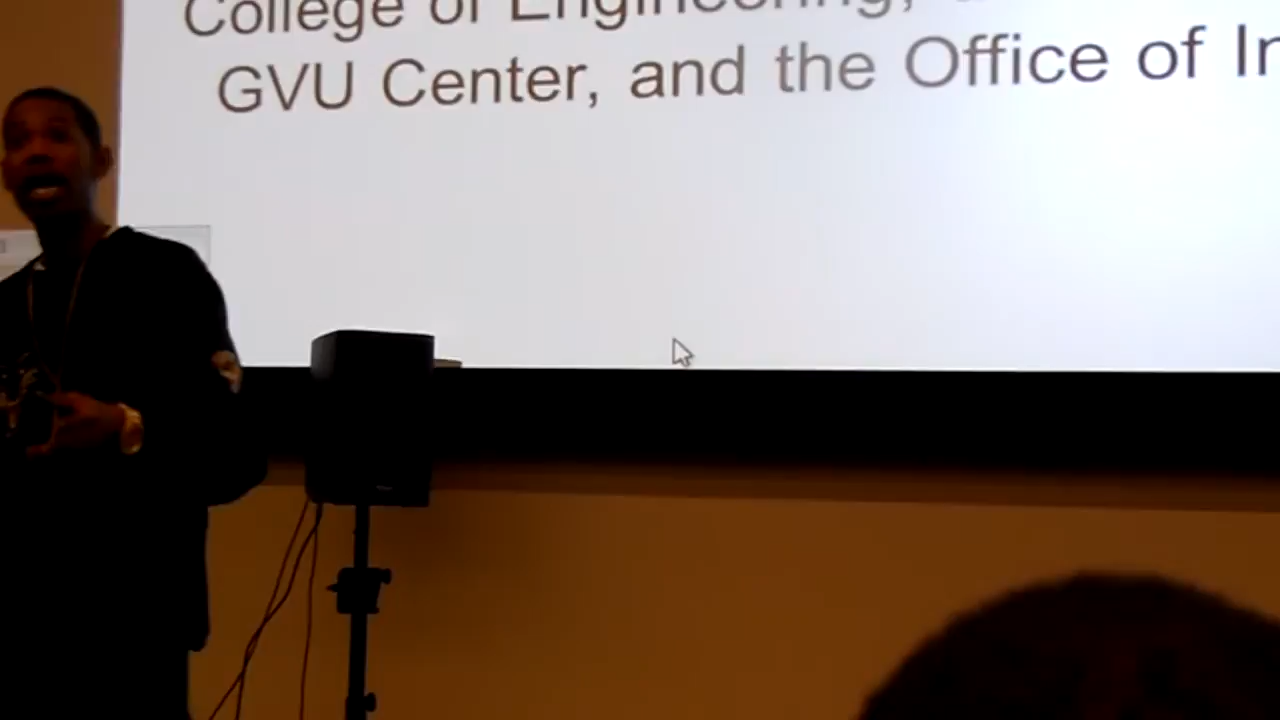 College of Engineering,
GVU Center, and the Office of